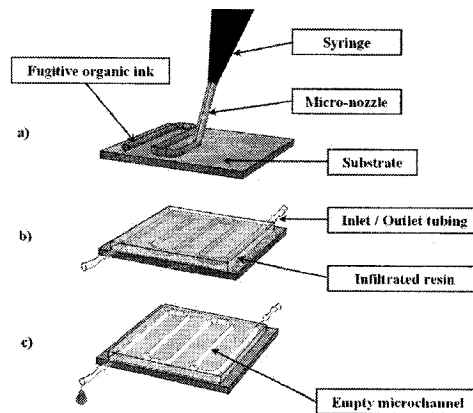 Syringe
Fugitive organic ink
Micro-nozzle
a)
Substrate
Inlet / Outlet tubing
b)
Infiltrated resin
c)
Empty microchannel